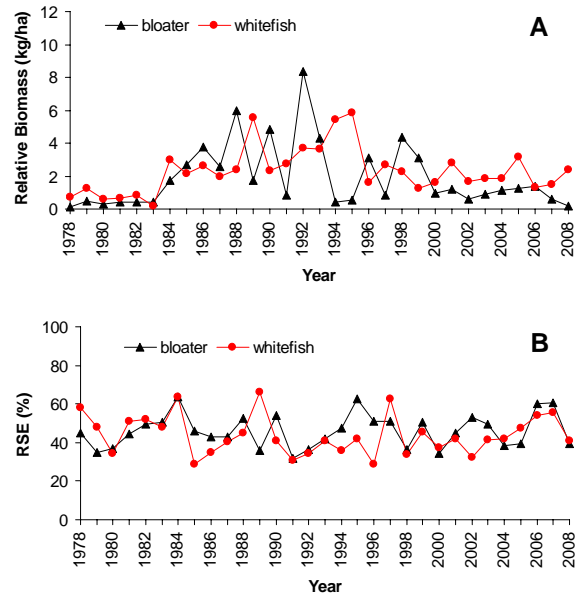 bloater whitefish
A
Relative Biomass (kg/ha)
12
10
8
6
4
2
0
1978 1980 1982 1984 1986 1988 1990 1992 1994 1996 1998 2000 2002 2004 2006 2008
Year
bloater whitefish
B
RSE (%)
100
80
60
40
20
0
1978 1980 1982 1984 1986 1988 1990 1992 1994 1996 1998 2000 2002 2004 2006 2008
Year